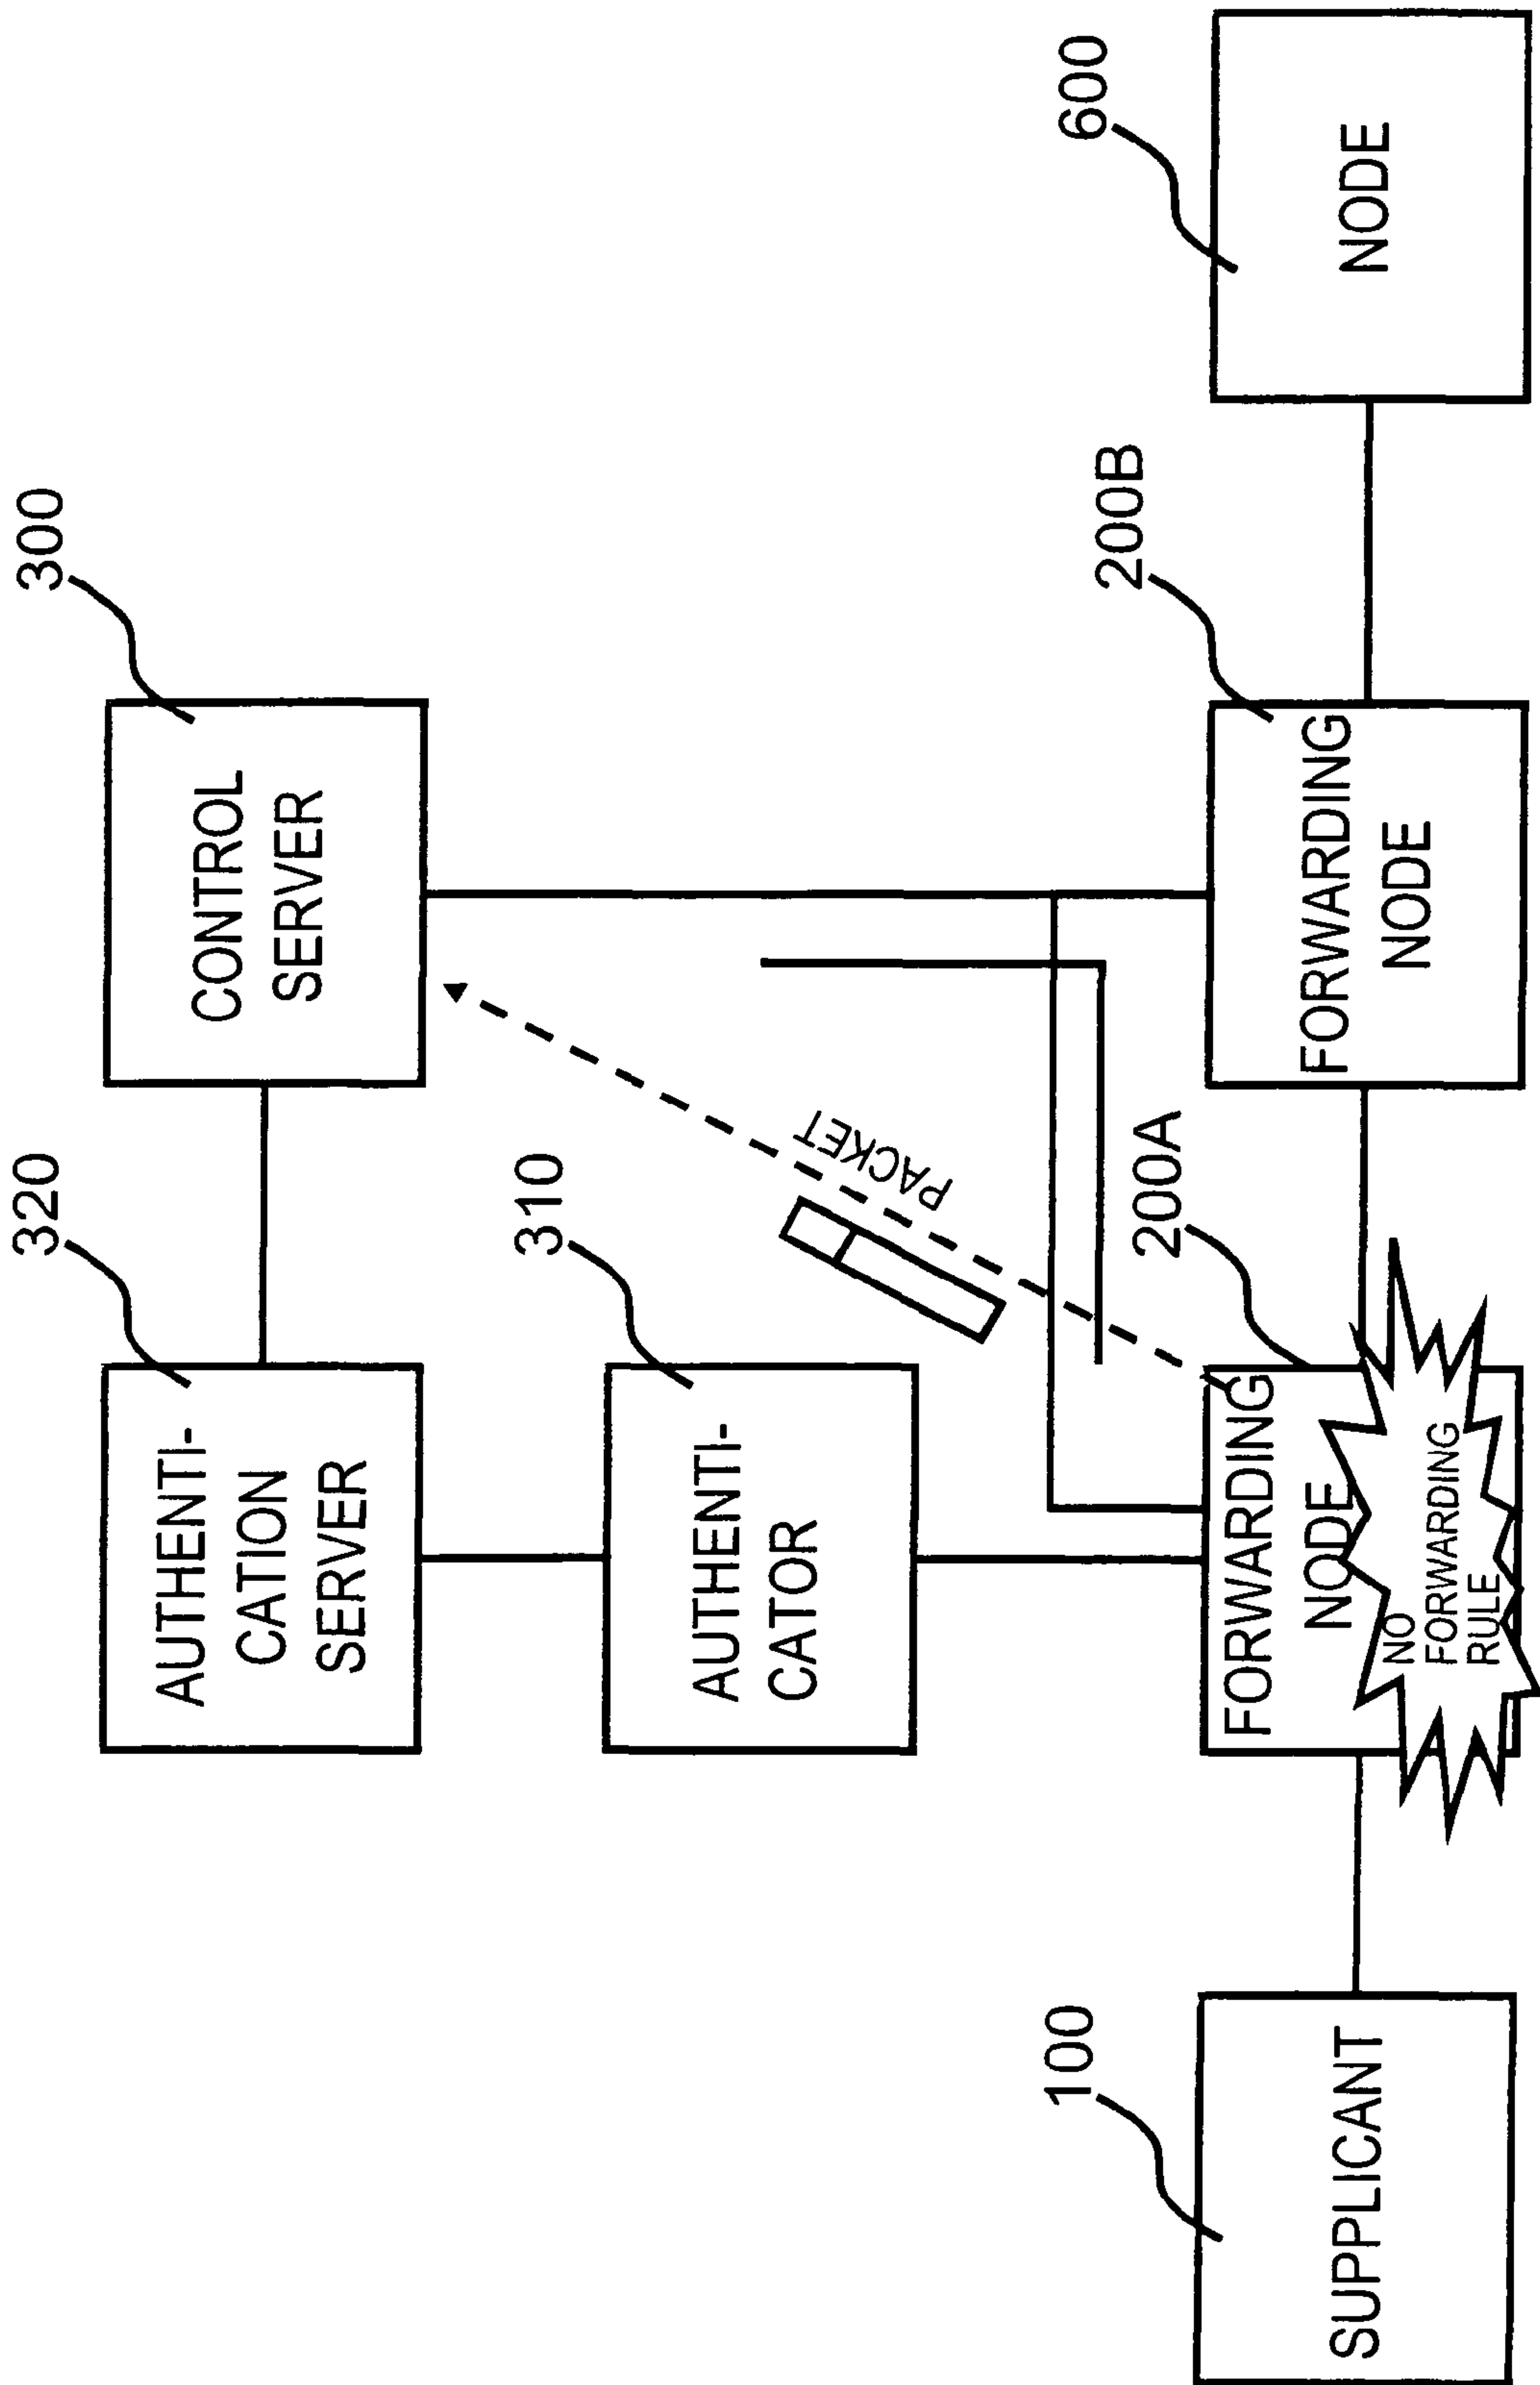 320
AUTHENTI-
CATION
SERVER
300
CONTROL
SERVER
310
AUTHENTI-
CATOR
PACKET
100
SUPPLICANT
200A
FORWARDING
NODE
NO
FORWARDING
RULE
200B
FORWARDING
NODE
600
NODE